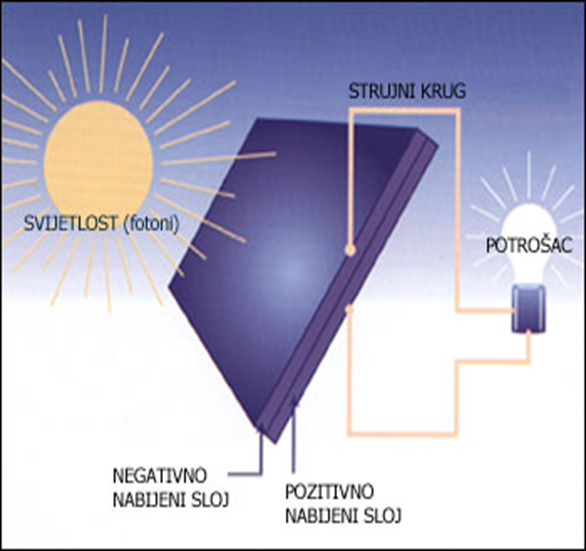 STRUJNI KRUG
SVIJETLOST (fotoni)
POTROŠAC
NEGATIVNO
NABIJENI SLOJ
POZITIVNO
NABIJENI SLOJ